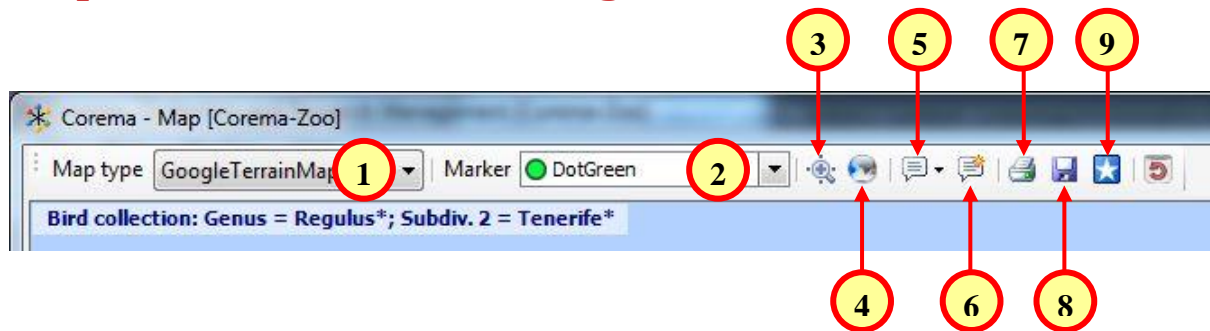 3 5 7 9
Corema - Map [Corema-Zoo]
Map type GoogleTerrainMap 1 Marker DotGreen 2
Bird collection: Genus = Regulus*; Subdiv. 2 = Tenerife*
4 6 8